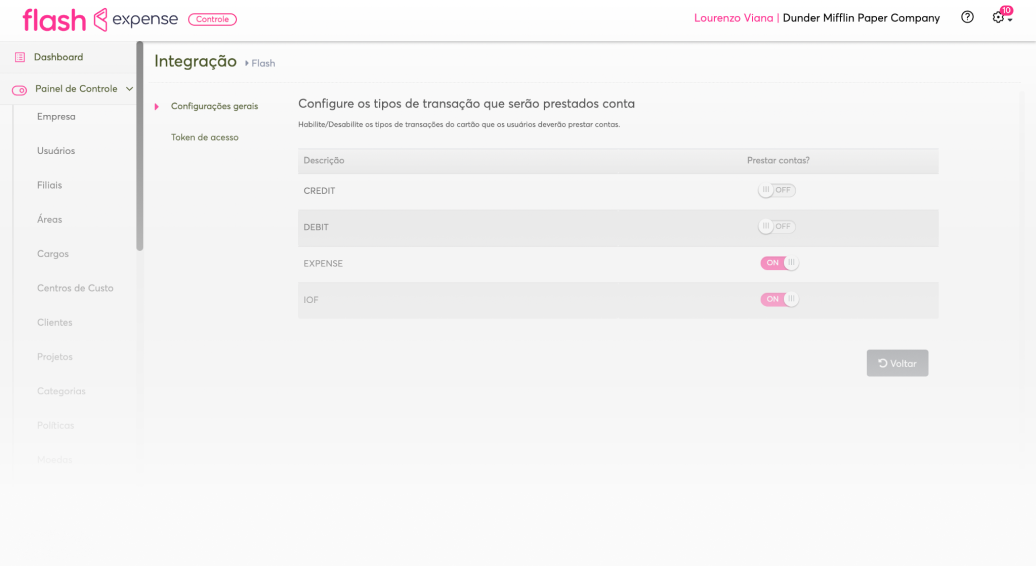 flash expense Controle
Lourenzo Viana | Dunder Mifflin Paper Company
10
Dashboard
Painel de Controle
Empresa
Usuários
Filiais
Áreas
Cargos
Centros de Custo
Clientes
Projetos
Categorias
Políticas
Moedas
Integração Flash
Configurações gerais
Token de acesso
Configure os tipos de transação que serão prestados conta
Habilite/Desabilite os tipos de transações do cartão que os usuários deverão prestar contas.
Descrição Prestar contas?
CREDIT OFF
DEBIT OFF
EXPENSE ON
IOF ON
Voltar